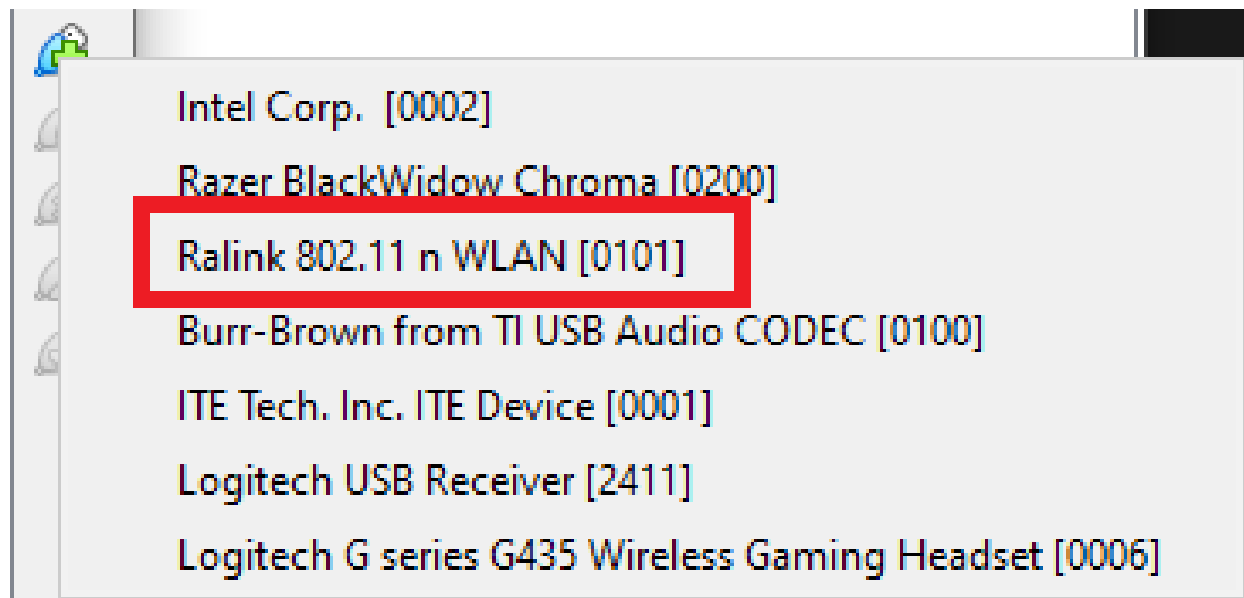 Intel Corp.  [0002]
Razer BlackWidow Chroma [0200]
Ralink 802.11 n WLAN [0101]
Burr-Brown from TI USB Audio CODEC [0100]
ITE Tech. Inc. ITE Device [0001]
Logitech USB Receiver [2411]
Logitech G series G435 Wireless Gaming Headset [0006]